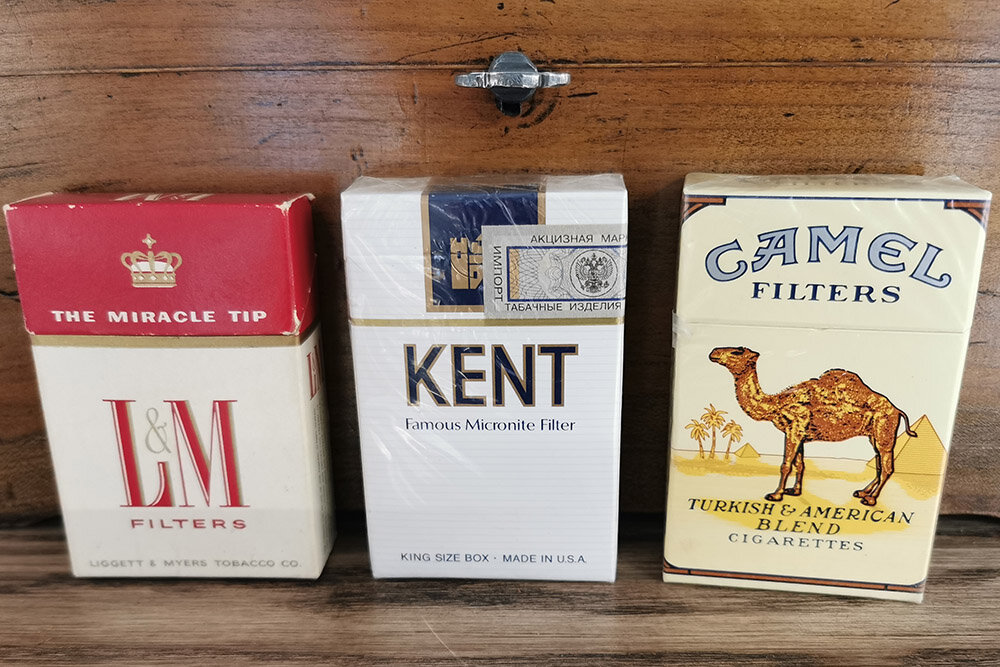 THE MIRACLE TIP
L&M
FILTERS
LIGGETT & MYERS TOBACCO CO.
АКЦИЗНАЯ МАР
ИМПОРТ
ТАБАЧНЫЕ ИЗДЕЛИЯ
KENT
Famous Micronite Filter
KING SIZE BOX · MADE IN U.S.A.
CAMEL
FILTERS
TURKISH & AMERICAN
BLEND
CIGARETTES